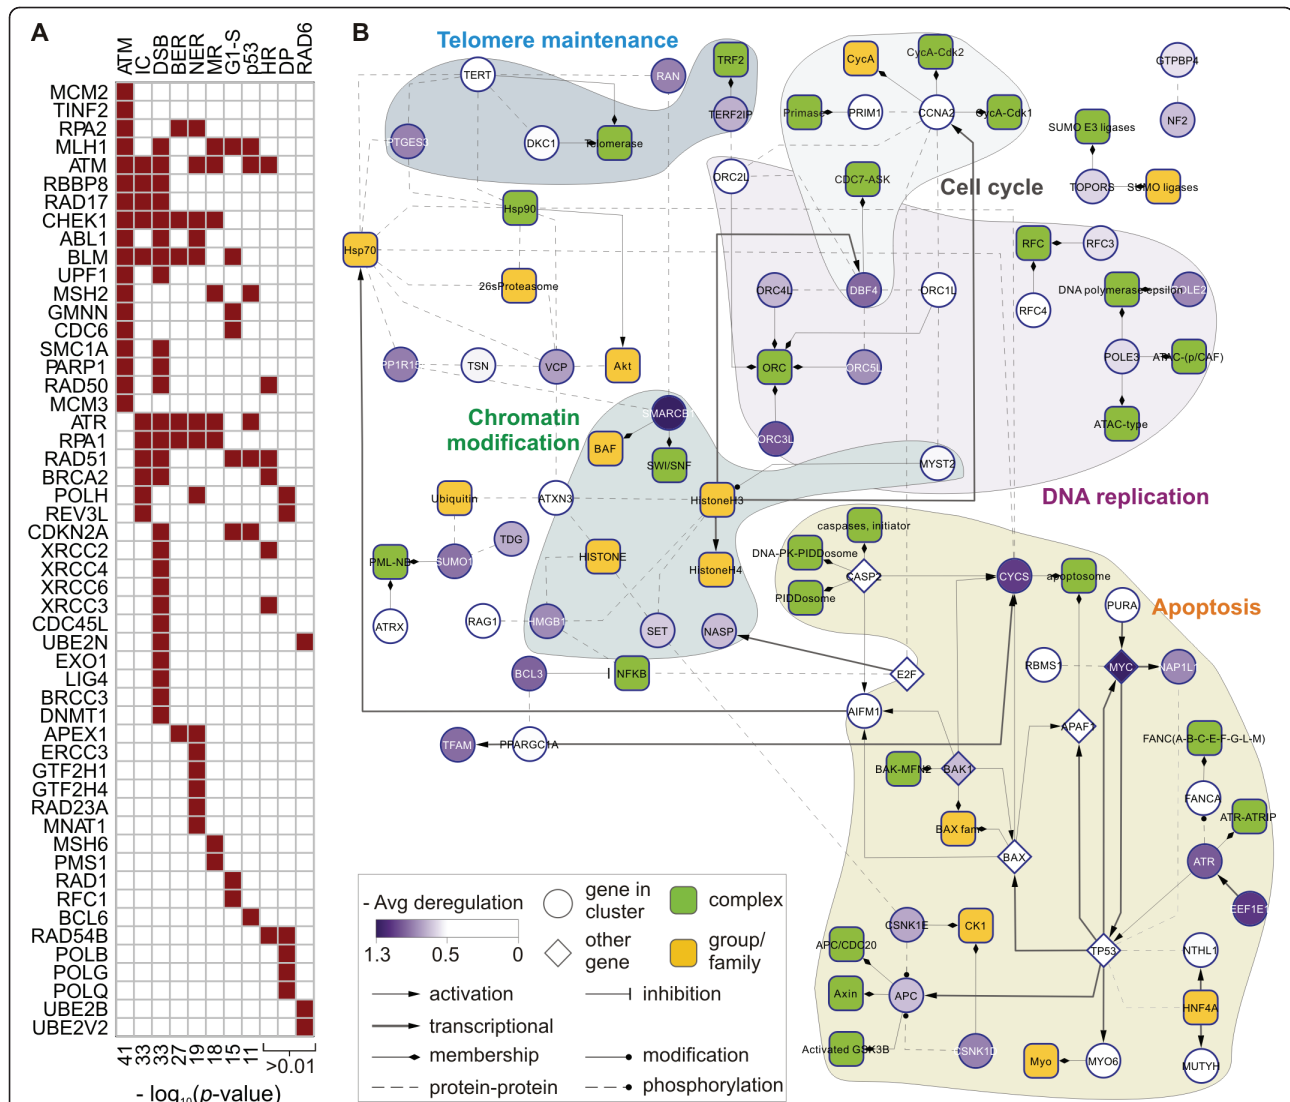 A
B
ATM
IC
DSB
BER
NER
MR
G1-S
p53
HR
DP
RAD6
MCM2
TINF2
RPA2
MLH1
ATM
RBBP8
RAD17
CHEK1
ABL1
BLM
UPF1
MSH2
GMNN
CDC6
SMC1A
PARP1
RAD50
MCM3
ATR
RPA1
RAD51
BRCA2
POLH
REV3L
CDKN2A
XRCC2
XRCC4
XRCC6
XRCC3
CDC45L
UBE2N
EXO1
LIG4
BRCC3
DNMT1
APEX1
ERCC3
GTF2H1
GTF2H4
RAD23A
MNAT1
MSH6
PMS1
RAD1
RFC1
BCL6
RAD54B
POLB
POLG
POLQ
UBE2B
UBE2V2
41
33
33
27
19
18
15
11
>0.01
- log10(p-value)
Telomere maintenance
TERT
RAN
TRF2
TERF2IP
PTGES3
DKC1
Telomerase
CycA
CycA-Cdk2
Primase
PRIM1
CCNA2
CycA-Cdk1
GTPBP4
NF2
SUMO E3 ligases
TOPORS
SUMO ligases
ORC2L
CDC7-ASK
Cell cycle
Hsp90
Hsp70
26sProteasome
RFC
RFC3
RFC4
DNA polymerase epsilon
POLE2
ORC4L
DBF4
ORC1L
PPP1R15
TSN
VCP
Akt
ORC
ORC5L
POLE3
ATAC-(p/CAF)
ATAC-type
Chromatin
modification
SMARCB1
BAF
SWI/SNF
ORC3L
MYST2
DNA replication
Ubiquitin
ATXN3
HistoneH3
TDG
PML-NB
SUMO1
HISTONE
HistoneH4
caspases, initiator
DNA-PK-PIDDosome
CASP2
PIDDosome
CYCS
apoptosome
Apoptosis
PURA
ATRX
RAG1
HMGB1
SET
NASP
BCL3
NFKB
E2F
RBMS1
MYC
NAP1L1
AIFM1
TFAM
PPARGC1A
APAF1
FANC(A-B-C-E-F-G-L-M)
BAK-MFN2
BAK1
FANCA
ATR-ATRIP
BAX fam
BAX
ATR
EEF1E1
CSNK1E
CK1
APC/CDC20
TP53
NTHL1
Axin
APC
HNF4A
Activated GSK3B
CSNK1D
Myo
MYO6
MUTYH
- Avg deregulation
1.3
0.5
0
gene in
cluster
complex
other
gene
group/
family
activation
inhibition
transcriptional
membership
modification
protein-protein
phosphorylation